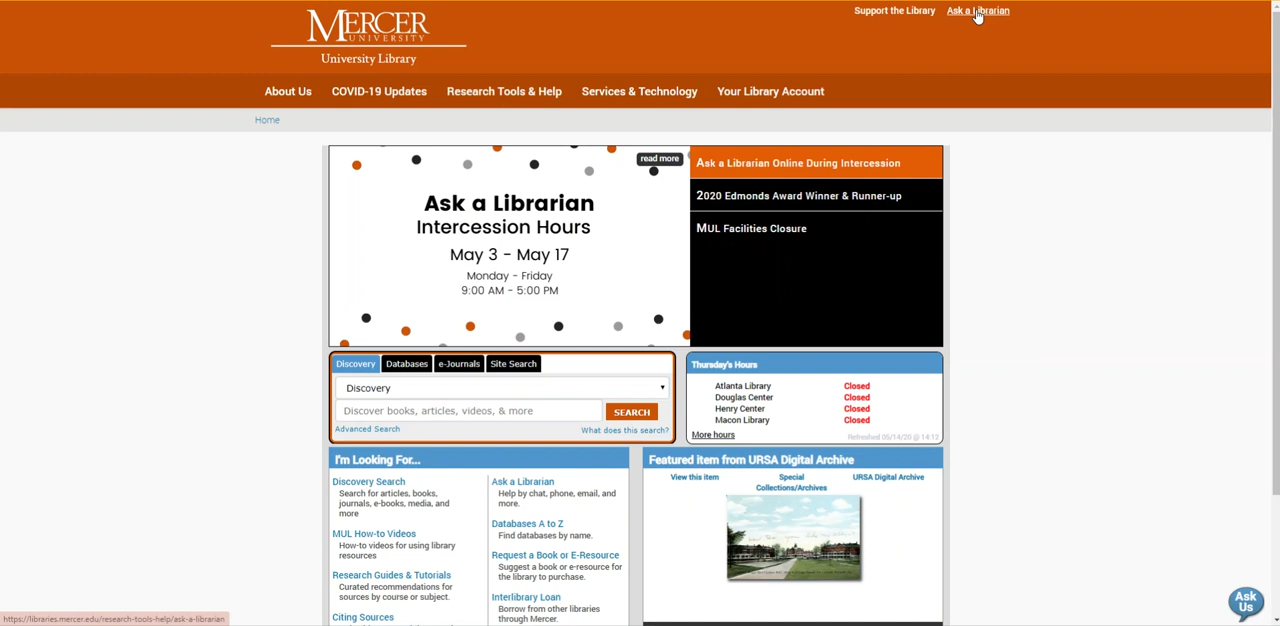 Support the Library
Ask a Librarian
MERCER
UNIVERSITY
University Library
About Us
COVID-19 Updates
Research Tools & Help
Services & Technology
Your Library Account
Home
read more
Ask a Librarian
Intercession Hours
May 3 - May 17
Monday - Friday
9:00 AM - 5:00 PM
Ask a Librarian Online During Intercession
2020 Edmonds Award Winner & Runner-up
MUL Facilities Closure
Discovery
Databases
e-Journals
Site Search
Discovery
Discover books, articles, videos, & more
SEARCH
Advanced Search
What does this search?
Thursday's Hours
Atlanta Library Closed
Douglas Center Closed
Henry Center Closed
Macon Library Closed
More hours
Refreshed 05/14/20 @ 14:12
I'm Looking For...
Discovery Search
Search for articles, books,
journals, e-books, media, and
more
MUL How-to Videos
How-to videos for using library
resources
Research Guides & Tutorials
Curated recommendations for
sources by course or subject.
Citing Sources
Ask a Librarian
Help by chat, phone, email, and
more.
Databases A to Z
Find databases by name.
Request a Book or E-Resource
Suggest a book or e-resource for
the library to purchase.
Interlibrary Loan
Borrow from other libraries
through Mercer.
Featured item from URSA Digital Archive
View this item
Special
Collections/Archives
URSA Digital Archive
Ask
Us
https://libraries.mercer.edu/research-tools-help/ask-a-librarian